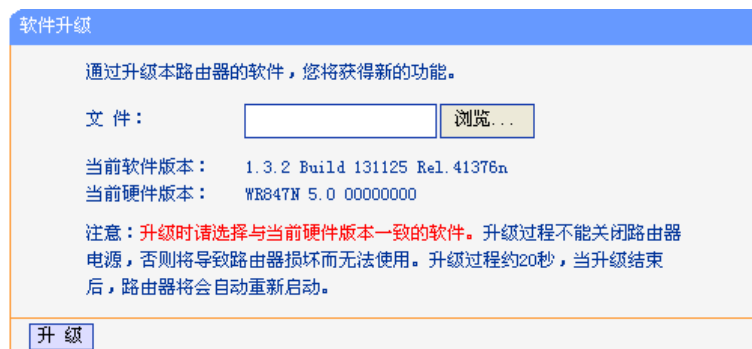 软件升级
通过升级本路由器的软件，您将获得新的功能。
文 件：
浏览...
当前软件版本： 1.3.2 Build 131125 Rel.41376n
当前硬件版本： WR847N 5.0 00000000
注意：升级时请选择与当前硬件版本一致的软件。升级过程不能关闭路由器
电源，否则将导致路由器损坏而无法使用。升级过程约20秒，当升级结束
后，路由器将会自动重新启动。
升 级